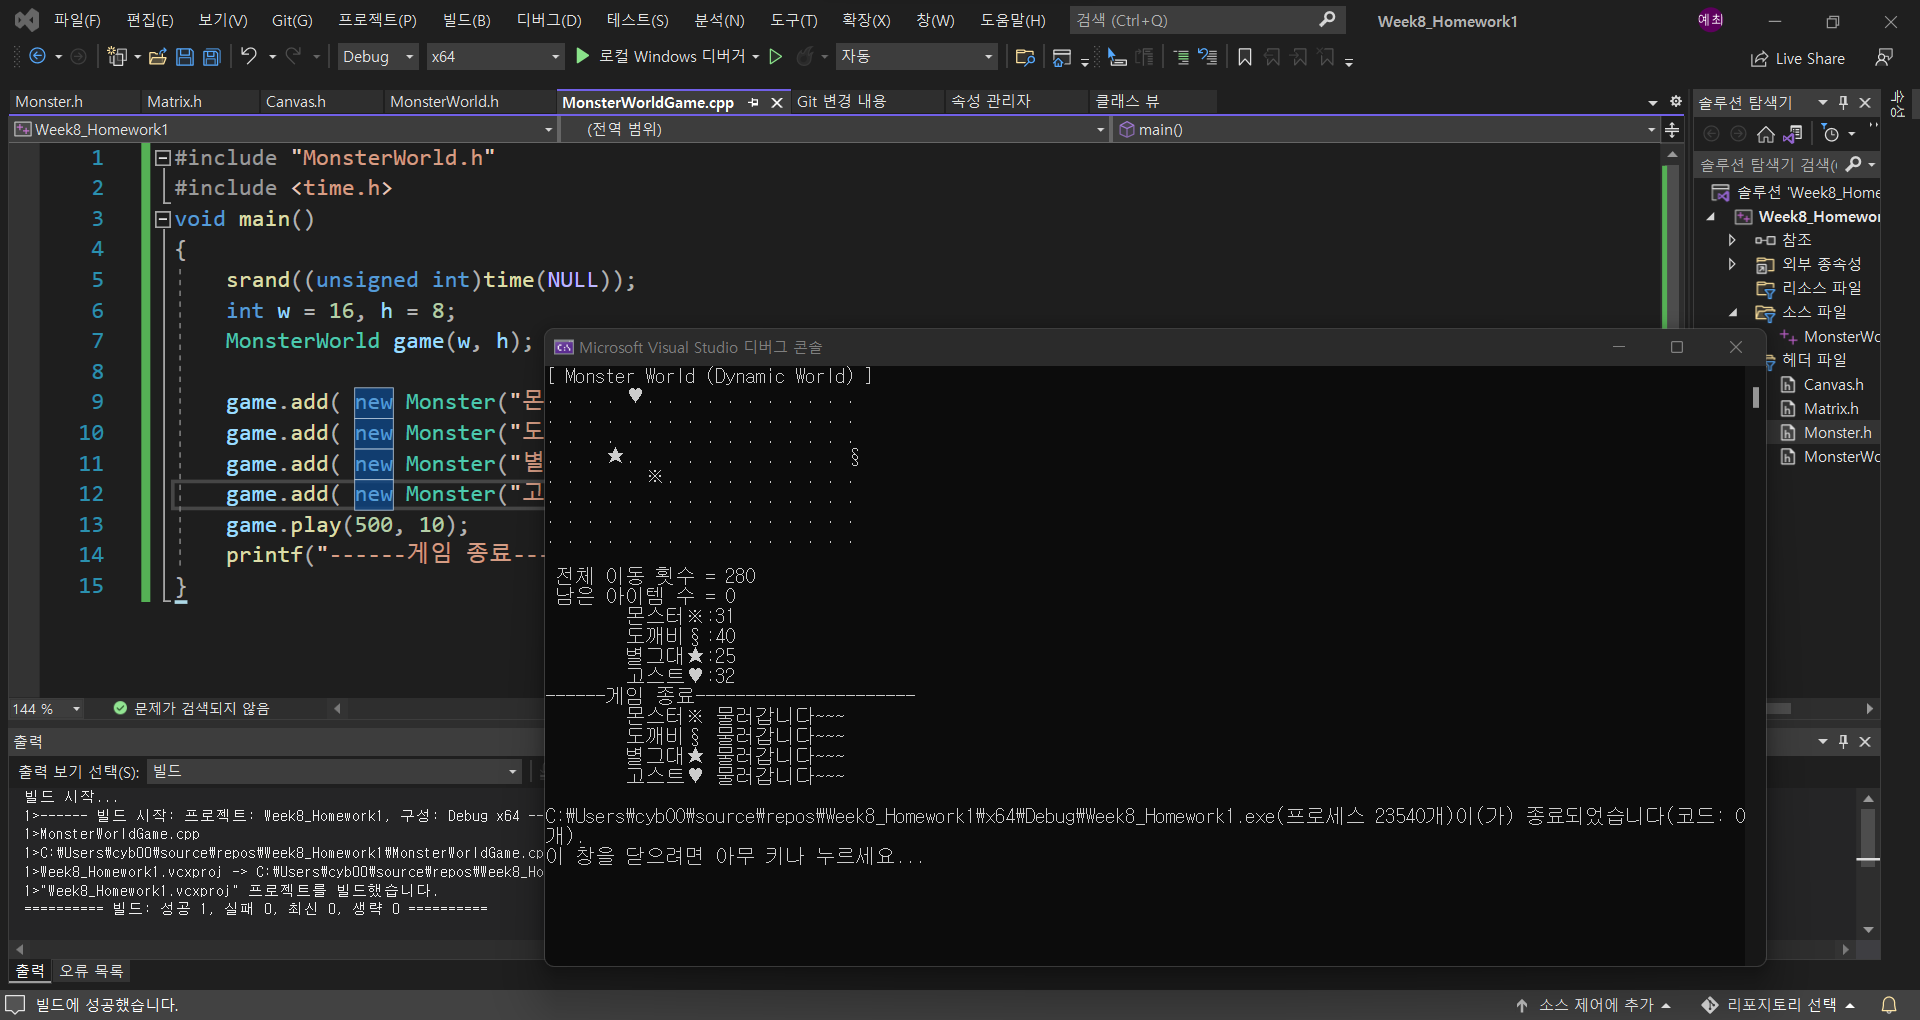 파일(F) 편집(E) 보기(V) Git(G) 프로젝트(P) 빌드(B) 디버그(D) 테스트(S) 분석(N) 도구(T) 확장(X) 창(W) 도움말(H) 검색 (Ctrl+Q) Week8_Homework1 예최
Debug x64 로컬 Windows 디버거 자동 Live Share
Monster.h Matrix.h Canvas.h MonsterWorld.h MonsterWorldGame.cpp Git 변경 내용 속성 관리자 클래스 뷰
Week8_Homework1 (전역 범위) main()
1 #include "MonsterWorld.h"
2 #include <time.h>
3 void main()
4 {
5 srand((unsigned int)time(NULL));
6 int w = 16, h = 8;
7 MonsterWorld game(w, h);
8
9 game.add( new Monster("몬
10 game.add( new Monster("도
11 game.add( new Monster("별
12 game.add( new Monster("고
13 game.play(500, 10);
14 printf("------게임 종료---
15 }
144 % 문제가 검색되지 않음
Microsoft Visual Studio 디버그 콘솔
[ Monster World (Dynamic World) ]
. . . . ♥ . . . . . . . . . . .
. . . . . . . . . . . . . . . .
. . . . . . . . . . . . . . . .
. . . ★ . . . . . . . . . . . §
. . . . . ※ . . . . . . . . . .
. . . . . . . . . . . . . . . .
. . . . . . . . . . . . . . . .
. . . . . . . . . . . . . . . .
전체 이동 횟수 = 280
남은 아이템 수 = 0
몬스터※:31
도깨비§:40
별그대★:25
고스트♥:32
------게임 종료----------------------
몬스터※ 물러갑니다~~~
도깨비§ 물러갑니다~~~
별그대★ 물러갑니다~~~
고스트♥ 물러갑니다~~~
C:₩Users₩cyb00₩source₩repos₩Week8_Homework1₩x64₩Debug₩Week8_Homework1.exe(프로세스 23540개)이(가) 종료되었습니다(코드: 0
개).
이 창을 닫으려면 아무 키나 누르세요...
솔루션 탐색기
속성
솔루션 탐색기 검색(
솔루션 'Week8_Home
Week8_Homewor
참조
외부 종속성
리소스 파일
소스 파일
MonsterWo
헤더 파일
Canvas.h
Matrix.h
Monster.h
MonsterWo
출력
출력 보기 선택(S): 빌드
빌드 시작...
1>------ 빌드 시작: 프로젝트: Week8_Homework1, 구성: Debug x64 --
1>MonsterWorldGame.cpp
1>C:₩Users₩cyb00₩source₩repos₩Week8_Homework1₩MonsterWorldGame.cp
1>Week8_Homework1.vcxproj -> C:₩Users₩cyb00₩source₩repos₩Week8_Ho
1>"Week8_Homework1.vcxproj" 프로젝트를 빌드했습니다.
========== 빌드: 성공 1, 실패 0, 최신 0, 생략 0 ==========
출력 오류 목록
빌드에 성공했습니다. 소스 제어에 추가 리포지토리 선택